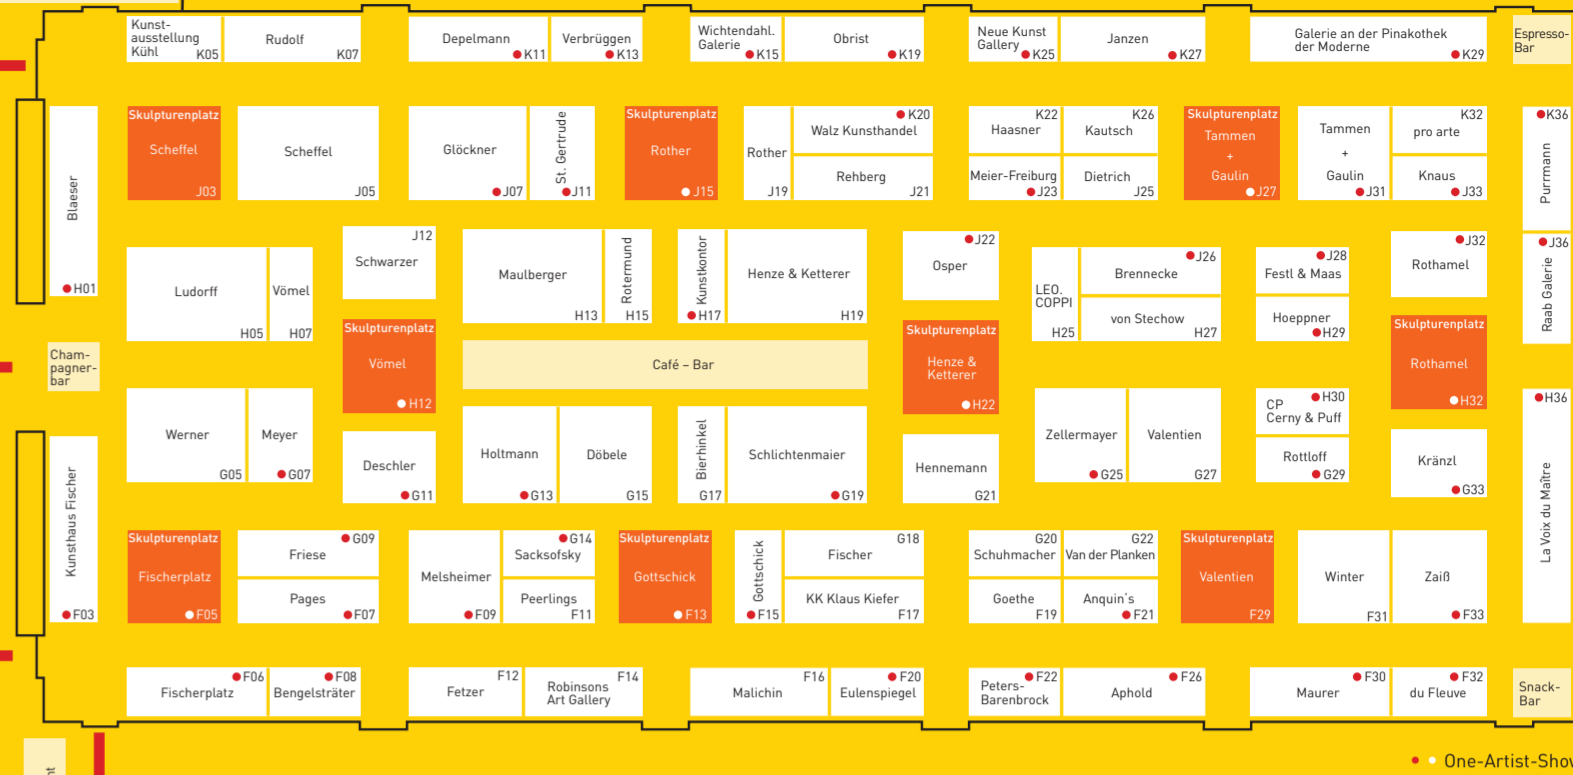 Kunst-
ausstellung
Kühl
K05
Rudolf
K07
Depelmann
K11
Verbrüggen
K13
Wichtendahl.
Galerie
K15
Obrist
K19
Neue Kunst
Gallery
K25
Janzen
K27
Galerie an der Pinakothek
der Moderne
K29
Espresso-
Bar
Blaeser
H01
Skulpturenplatz
Scheffel
J03
Scheffel
J05
Glöckner
J07
St. Gertrude
J11
Skulpturenplatz
Rother
J15
Rother
J19
K20
Walz Kunsthandel
Rehberg
J21
K22
Haasner
K26
Kautsch
Meier-Freiburg
J23
Dietrich
J25
Skulpturenplatz
Tammen
+
Gaulin
J27
Tammen
+
Gaulin
J31
K32
pro arte
Knaus
J33
K36
Purrmann
J36
Raab Galerie
Ludorff
H05
Vömel
H07
J12
Schwarzer
Skulpturenplatz
Vömel
H12
Maulberger
H13
Rotermund
H15
Kunstkontor
H17
Henze & Ketterer
H19
J22
Osper
Skulpturenplatz
Henze &
Ketterer
H22
LEO.
COPPI
H25
J26
Brennecke
von Stechow
H27
J28
Festl & Maas
Hoeppner
H29
J32
Rothamel
Skulpturenplatz
Rothamel
H32
Cham-
pagner-
bar
Café – Bar
Kunsthaus Fischer
F03
Werner
G05
Meyer
G07
Deschler
G11
Holtmann
G13
Döbele
G15
Bierhinkel
G17
Schlichtenmaier
G19
Hennemann
G21
Zellermayer
G25
Valentien
G27
H30
CP
Cerny & Puff
Rottloff
G29
Kränzl
G33
H36
La Voix du Maître
Skulpturenplatz
Fischerplatz
F05
G09
Friese
Pages
F07
Melsheimer
F09
G14
Sacksofsky
Peerlings
F11
Skulpturenplatz
Gottschick
F13
Gottschick
F15
G18
Fischer
KK Klaus Kiefer
F17
G20
Schuhmacher
G22
Van der Planken
Goethe
F19
Anquin's
F21
Skulpturenplatz
Valentien
F29
Winter
F31
Zaiß
F33
F06
Fischerplatz
F08
Bengelsträter
F12
Fetzer
F14
Robinsons
Art Gallery
F16
Malichin
F20
Eulenspiegel
F22
Peters-
Barenbrock
F26
Aphold
F30
Maurer
F32
du Fleuve
Snack-
Bar
One-Artist-Show